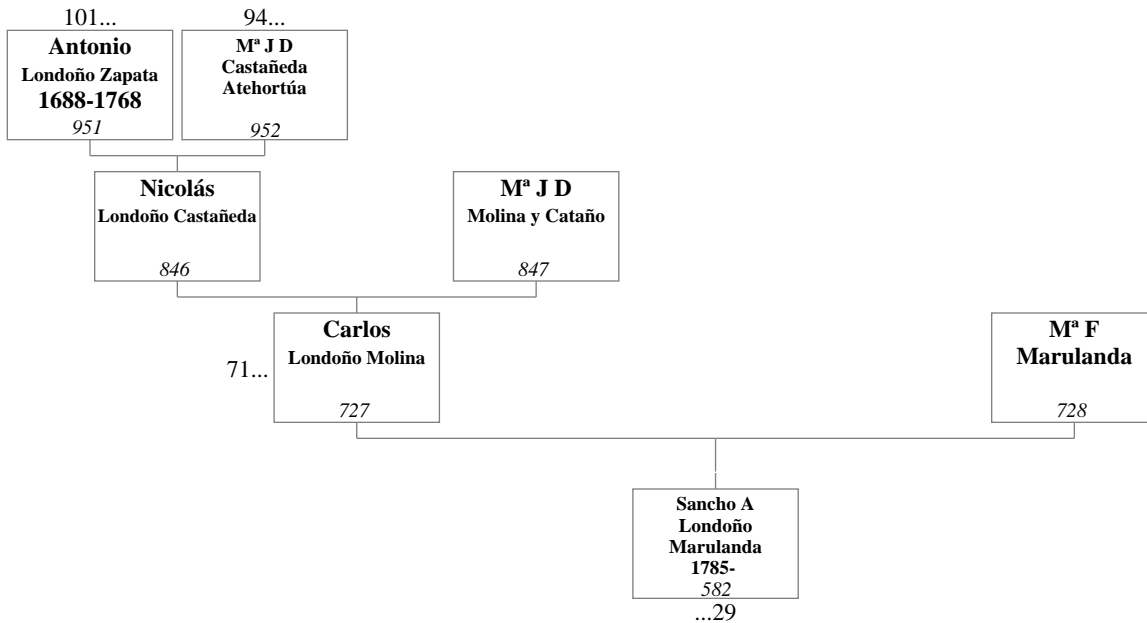 101...
94...
Antonio
Londoño Zapata
1688-1768
951
Mª J D
Castañeda
Atehortúa
952
Nicolás
Londoño Castañeda
846
Mª J D
Molina y Cataño
847
71...
Carlos
Londoño Molina
727
Mª F
Marulanda
728
Sancho A
Londoño
Marulanda
1785-
582
...29